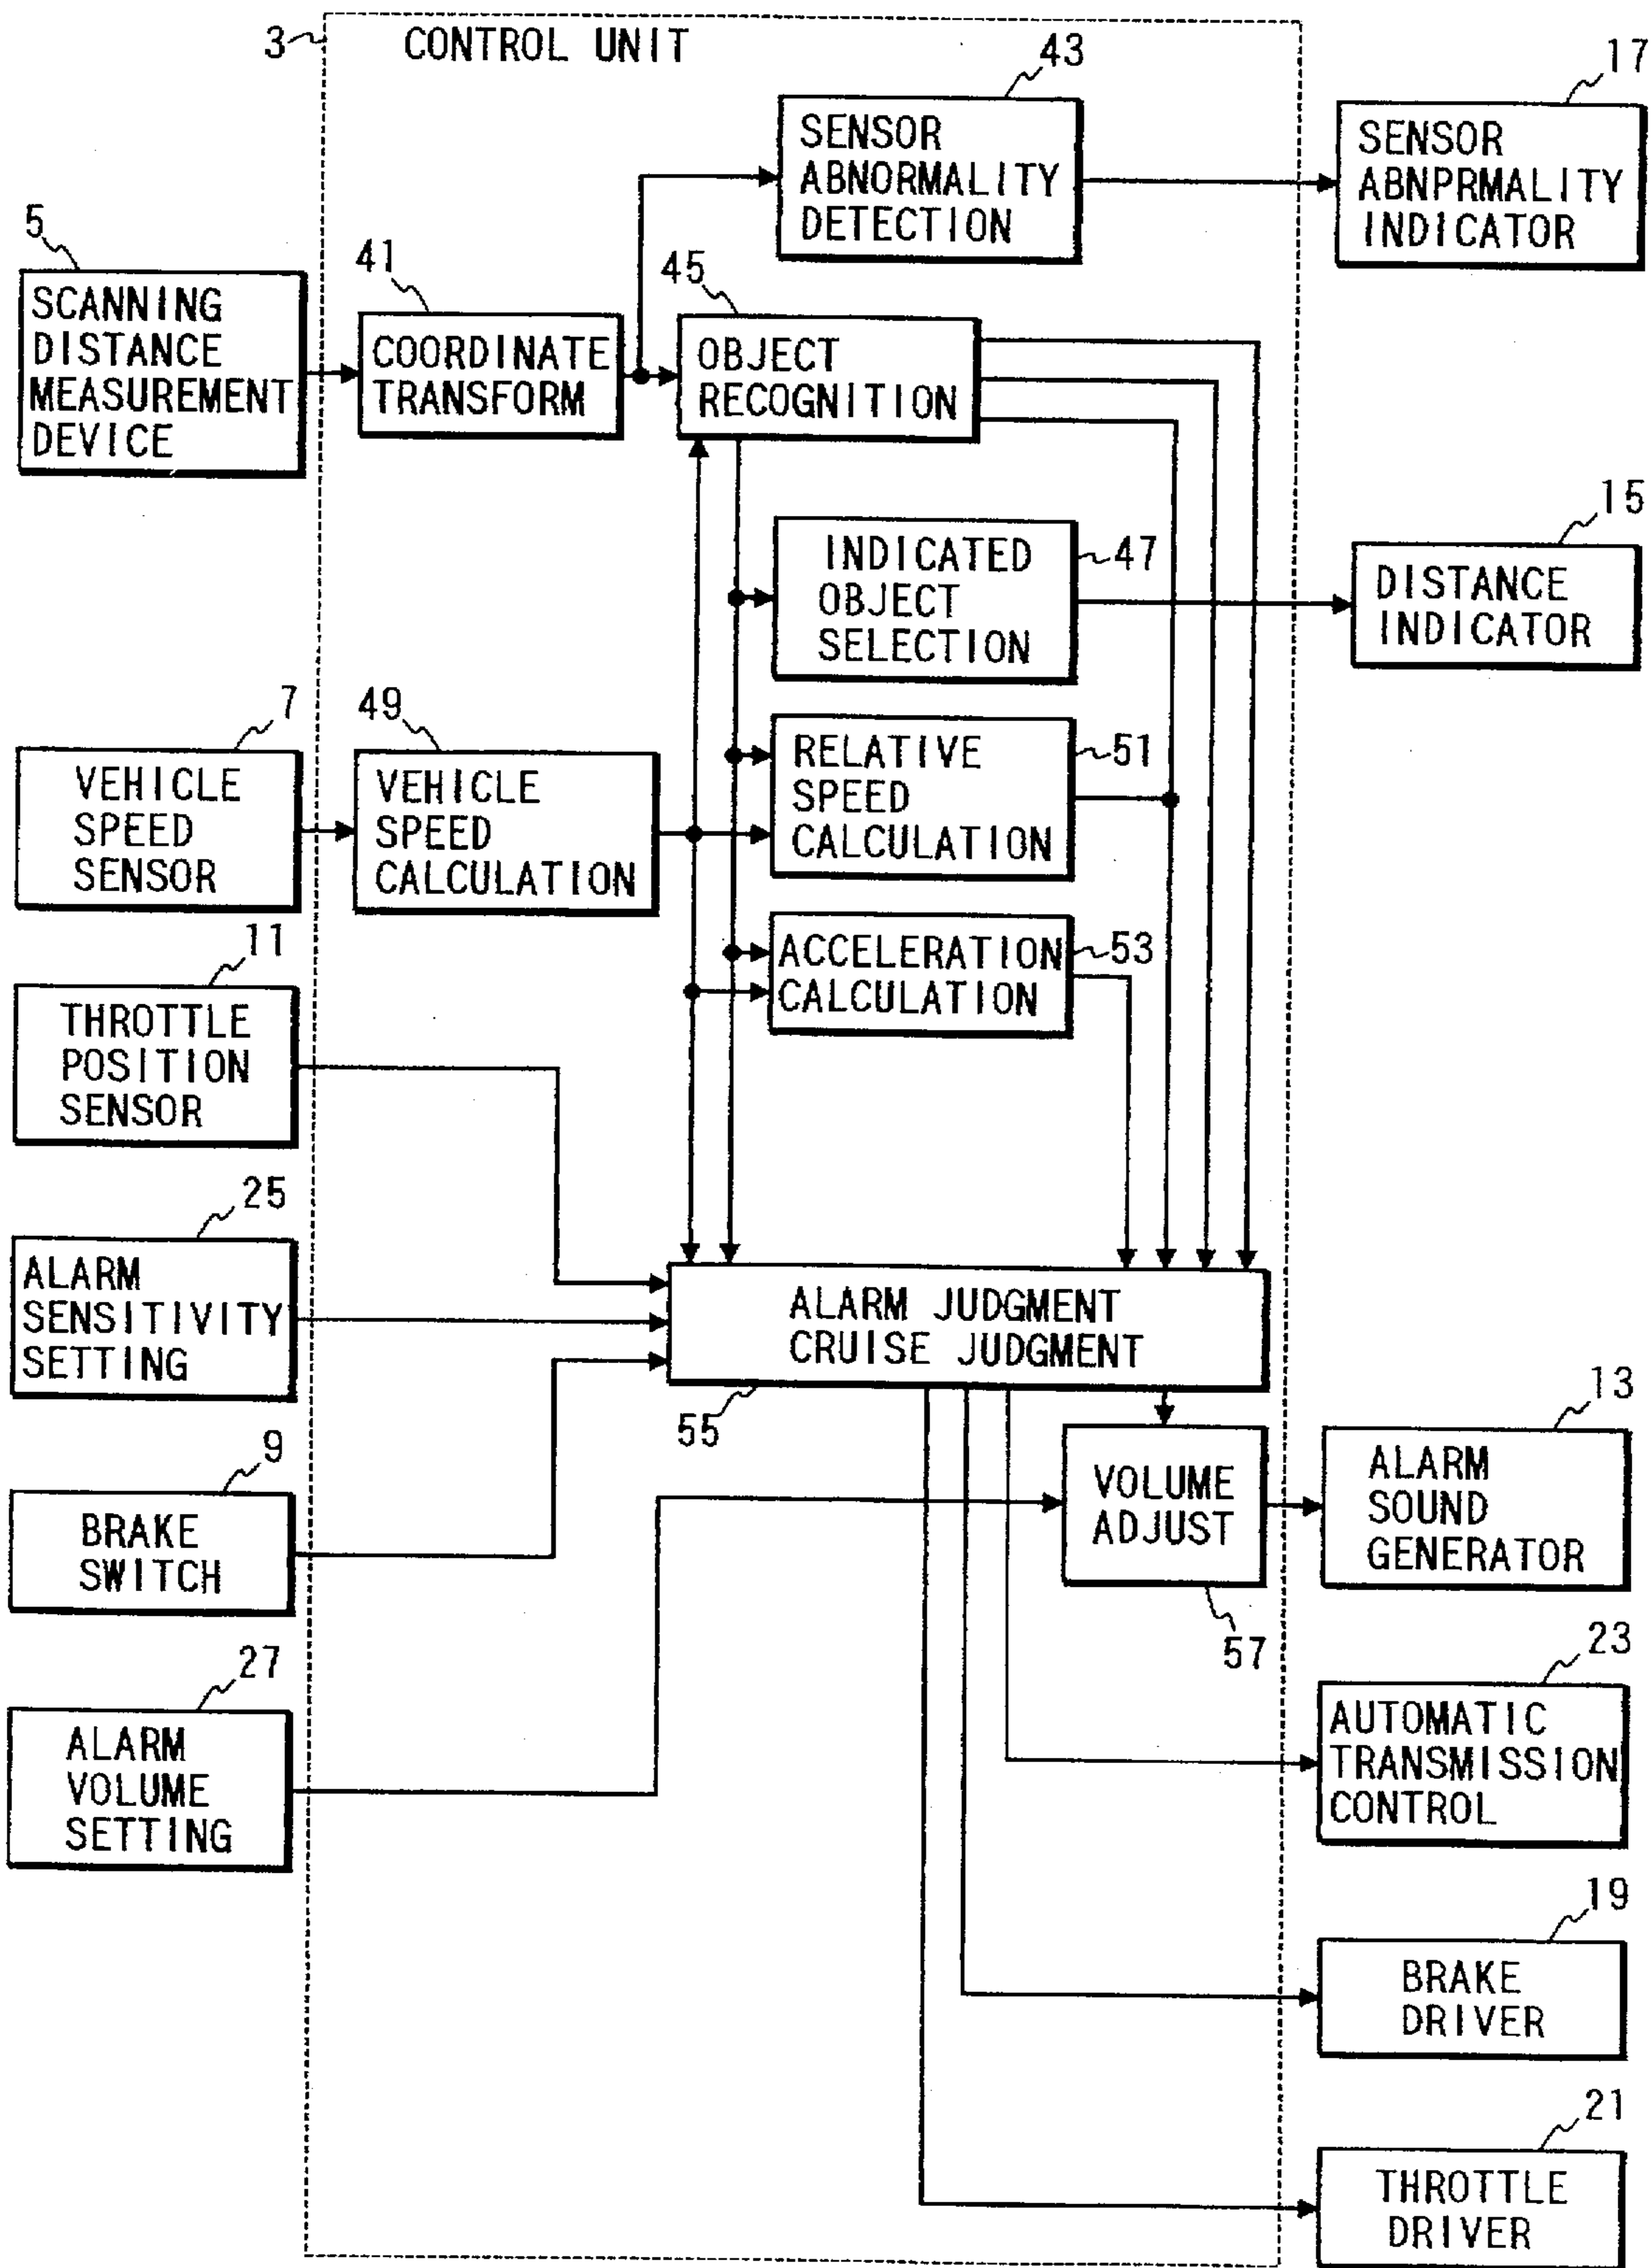 3
CONTROL UNIT
43
17
SENSOR
ABNORMALITY
DETECTION
SENSOR
ABNPRMALITY
INDICATOR
5
SCANNING
DISTANCE
MEASUREMENT
DEVICE
41
COORDINATE
TRANSFORM
45
OBJECT
RECOGNITION
INDICATED
OBJECT
SELECTION
47
15
DISTANCE
INDICATOR
7
VEHICLE
SPEED
SENSOR
49
VEHICLE
SPEED
CALCULATION
RELATIVE
SPEED
CALCULATION
51
11
THROTTLE
POSITION
SENSOR
ACCELERATION
CALCULATION
53
25
ALARM
SENSITIVITY
SETTING
ALARM JUDGMENT
CRUISE JUDGMENT
55
9
BRAKE
SWITCH
VOLUME
ADJUST
57
13
ALARM
SOUND
GENERATOR
27
ALARM
VOLUME
SETTING
23
AUTOMATIC
TRANSMISSION
CONTROL
19
BRAKE
DRIVER
21
THROTTLE
DRIVER